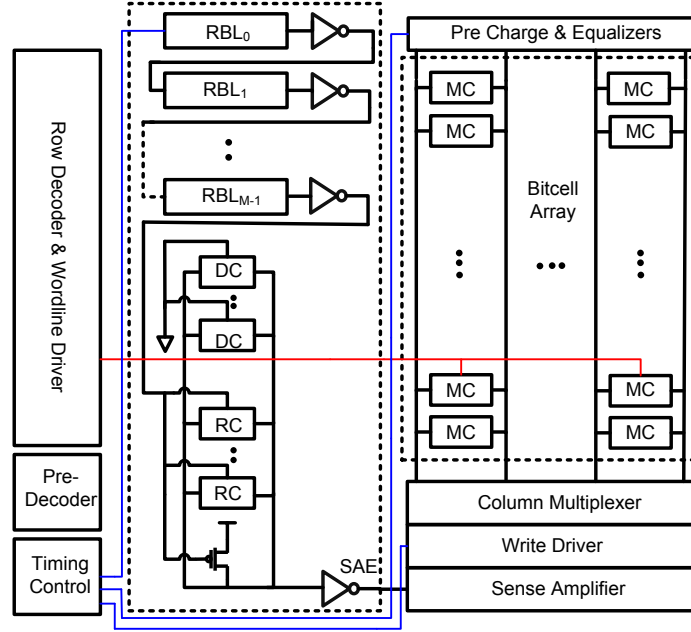 RBL0
Pre Charge & Equalizers
RBL1
MC
MC
MC
MC
Row Decoder & Wordline Driver
RBLM-1
Bitcell
Array
DC
DC
MC
MC
RC
MC
MC
RC
Pre-
Decoder
Column Multiplexer
Timing
Control
Write Driver
SAE
Sense Amplifier